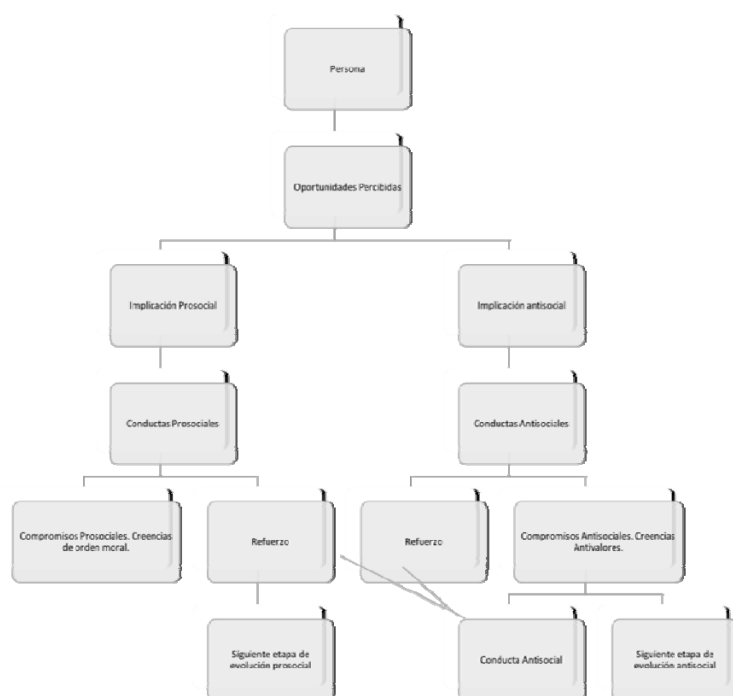 Persona
Oportunidades Percibidas
Implicación Prosocial
Implicación antisocial
Conductas Prosociales
Conductas Antisociales
Compromisos Prosociales. Creencias
de orden moral.
Refuerzo
Refuerzo
Compromisos Antisociales. Creencias
Antivalores.
Siguiente etapa de
evolución prosocial
Conducta Antisocial
Siguiente etapa de
evolución antisocial